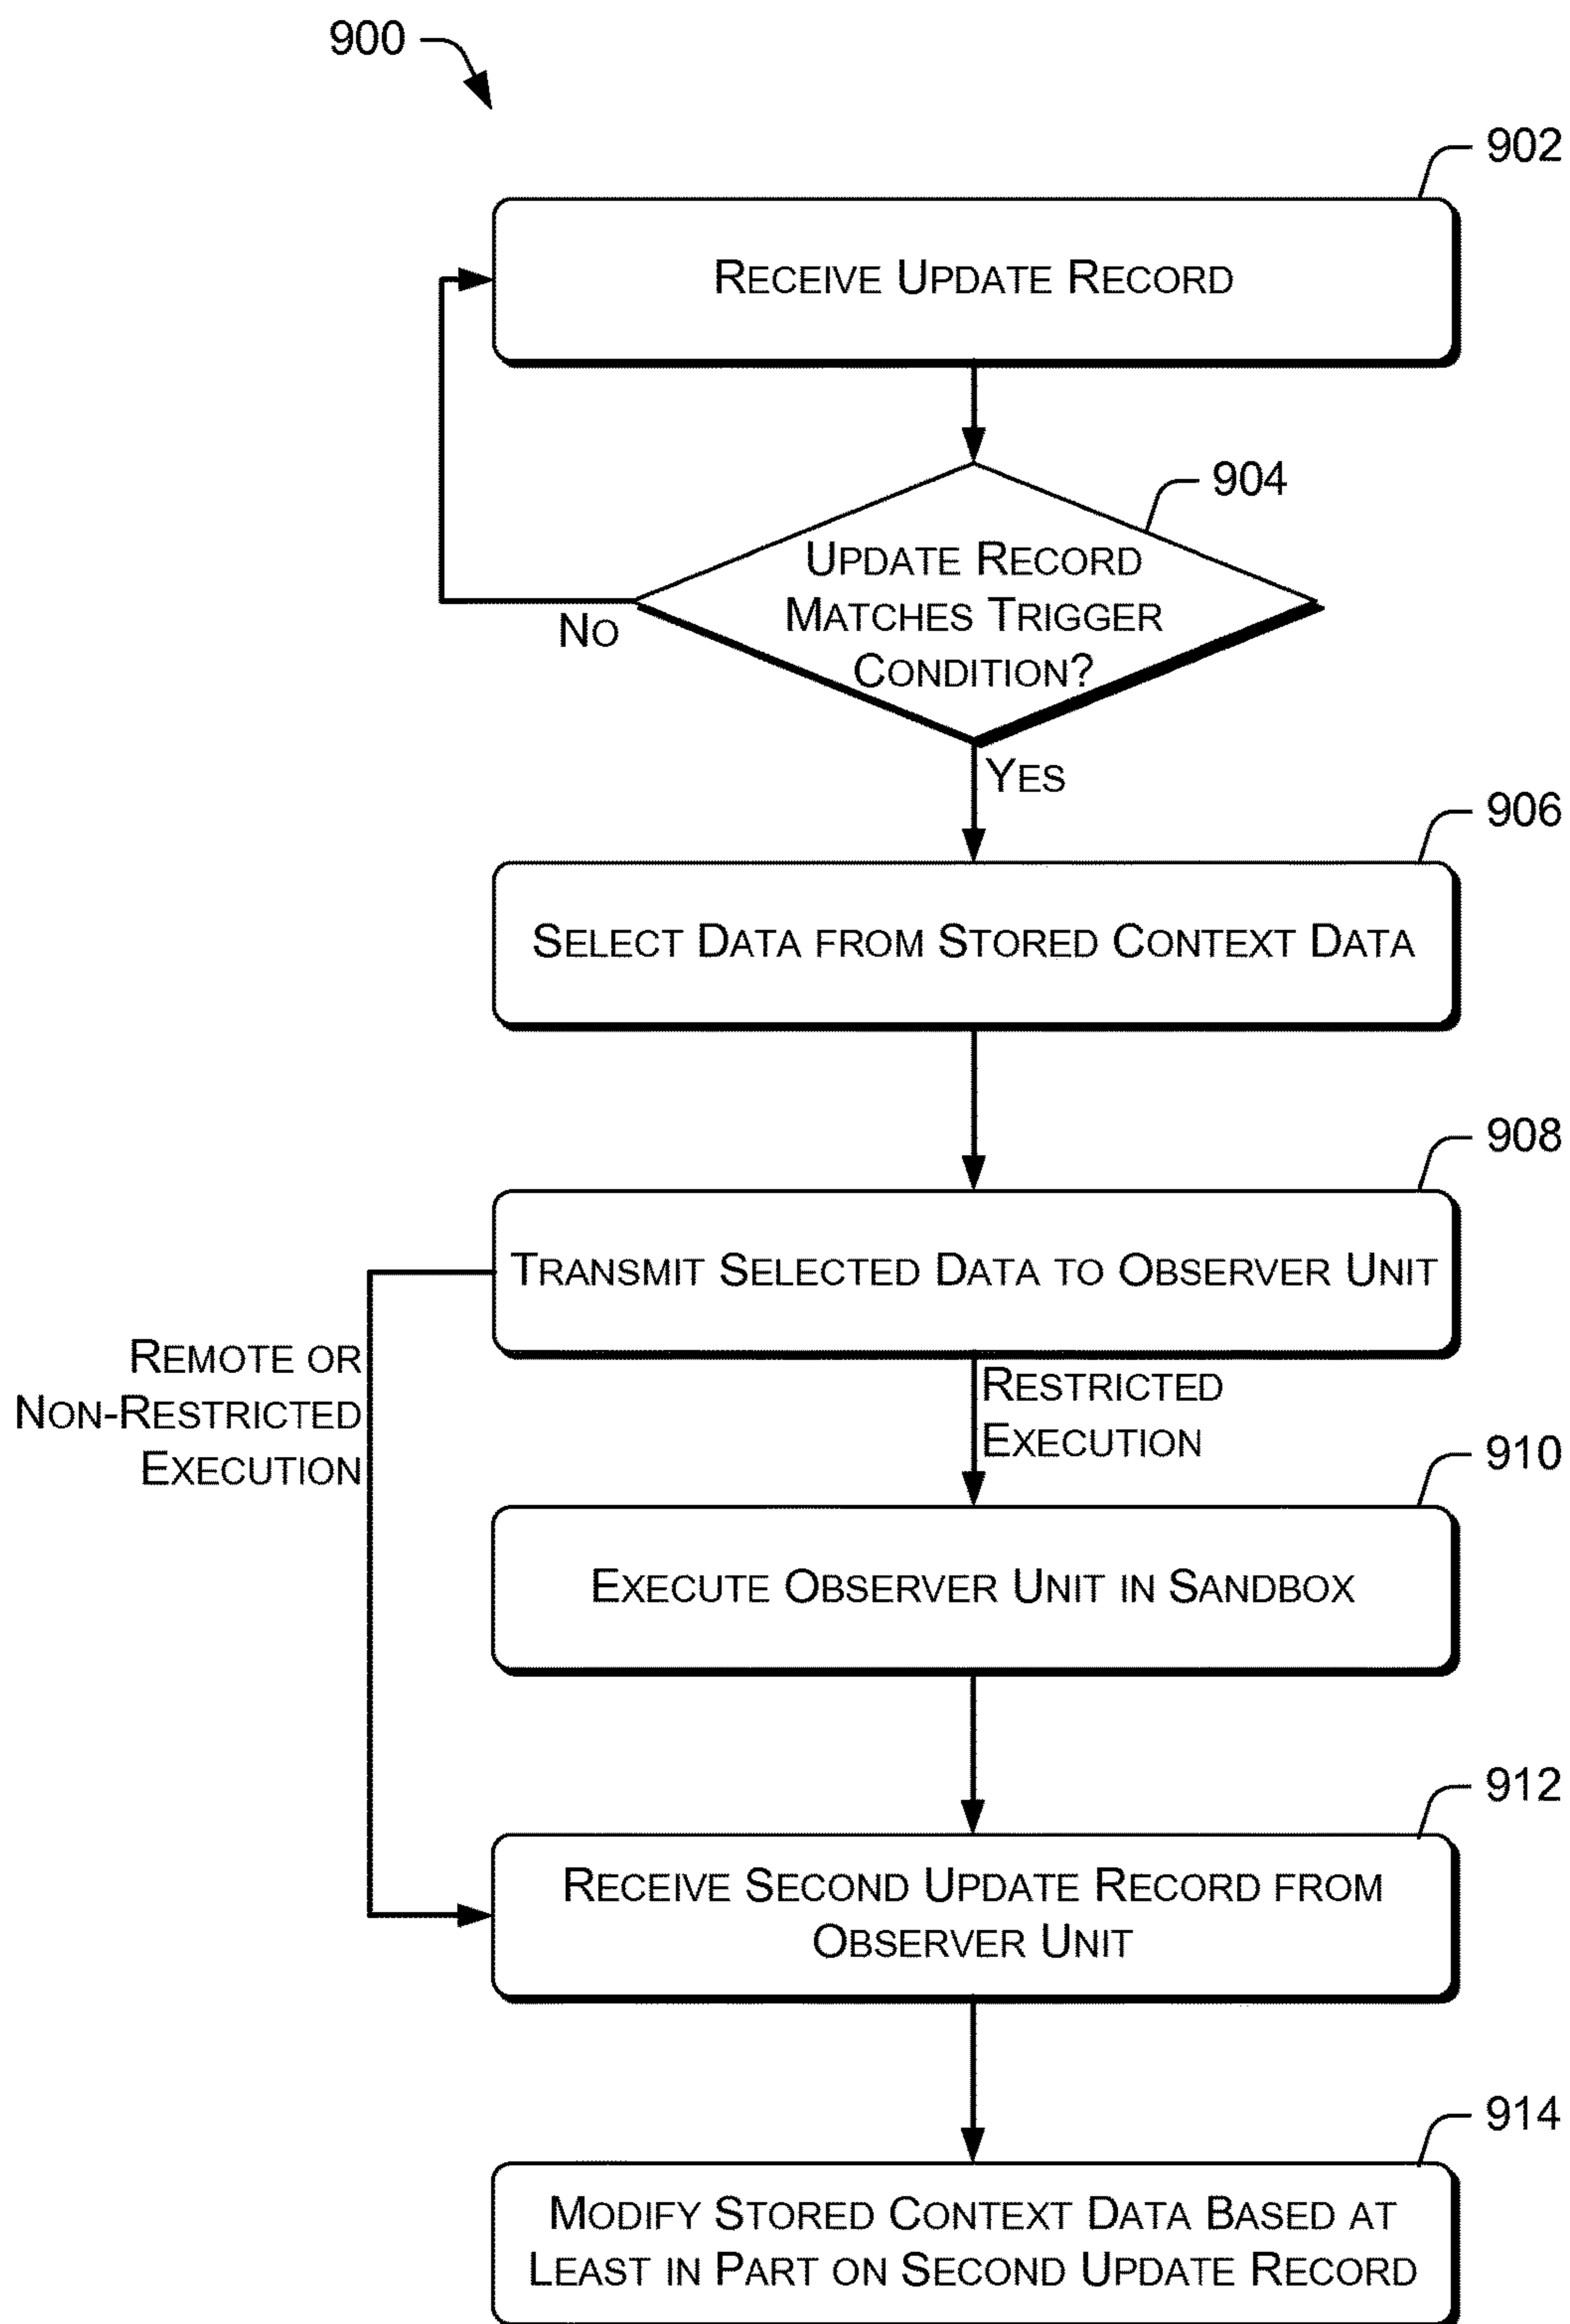 900
902
RECEIVE UPDATE RECORD
904
UPDATE RECORD
MATCHES TRIGGER
CONDITION?
NO
YES
906
SELECT DATA FROM STORED CONTEXT DATA
908
TRANSMIT SELECTED DATA TO OBSERVER UNIT
REMOTE OR
NON-RESTRICTED
EXECUTION
RESTRICTED
EXECUTION
910
EXECUTE OBSERVER UNIT IN SANDBOX
912
RECEIVE SECOND UPDATE RECORD FROM
OBSERVER UNIT
914
MODIFY STORED CONTEXT DATA BASED AT
LEAST IN PART ON SECOND UPDATE RECORD